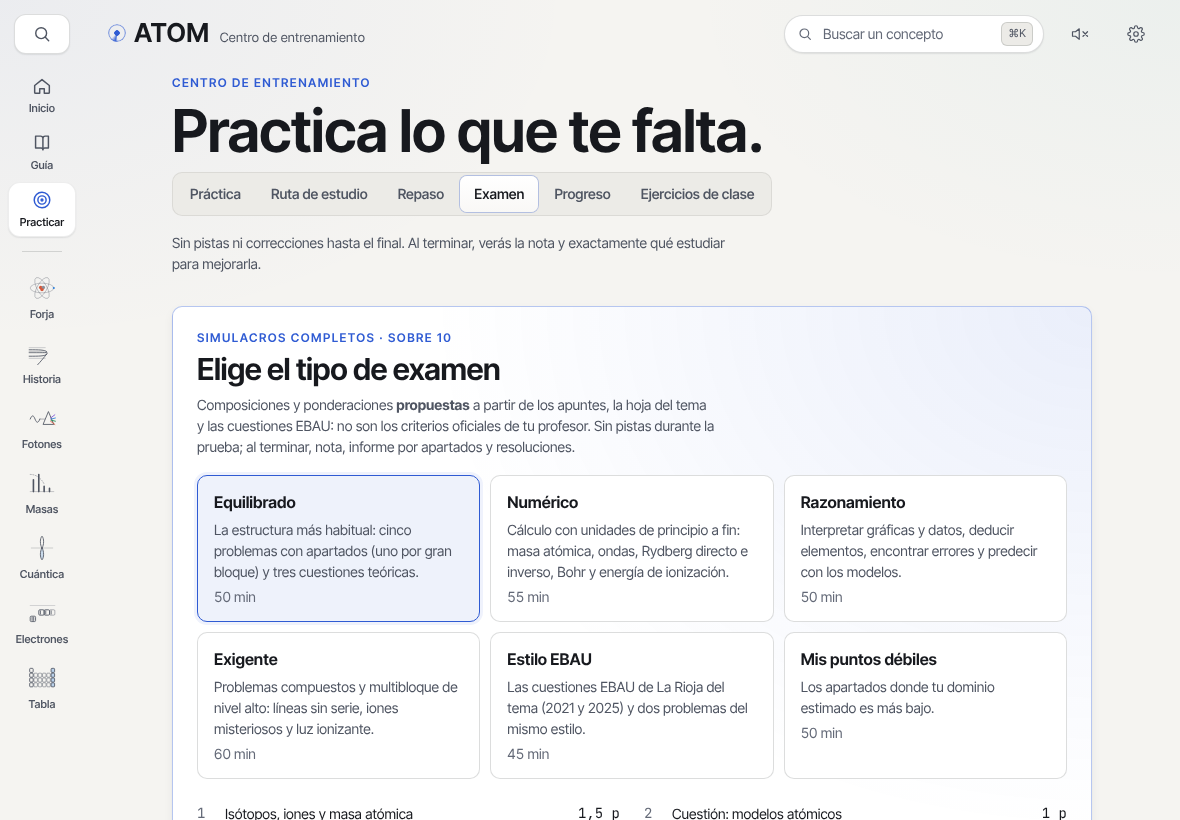 ATOM Centro de entrenamiento
Buscar un concepto ⌘K
Inicio
Guía
Practicar
Forja
Historia
Fotones
Masas
Cuántica
Electrones
Tabla
CENTRO DE ENTRENAMIENTO
Practica lo que te falta.
Práctica Ruta de estudio Repaso Examen Progreso Ejercicios de clase
Sin pistas ni correcciones hasta el final. Al terminar, verás la nota y exactamente qué estudiar
para mejorarla.
SIMULACROS COMPLETOS · SOBRE 10
Elige el tipo de examen
Composiciones y ponderaciones propuestas a partir de los apuntes, la hoja del tema
y las cuestiones EBAU: no son los criterios oficiales de tu profesor. Sin pistas durante la
prueba; al terminar, nota, informe por apartados y resoluciones.
Equilibrado
La estructura más habitual: cinco
problemas con apartados (uno por gran
bloque) y tres cuestiones teóricas.
50 min
Numérico
Cálculo con unidades de principio a fin:
masa atómica, ondas, Rydberg directo e
inverso, Bohr y energía de ionización.
55 min
Razonamiento
Interpretar gráficas y datos, deducir
elementos, encontrar errores y predecir
con los modelos.
50 min
Exigente
Problemas compuestos y multibloque de
nivel alto: líneas sin serie, iones
misteriosos y luz ionizante.
60 min
Estilo EBAU
Las cuestiones EBAU de La Rioja del
tema (2021 y 2025) y dos problemas del
mismo estilo.
45 min
Mis puntos débiles
Los apartados donde tu dominio
estimado es más bajo.
50 min
1 Isótopos, iones y masa atómica 1,5 p
2 Cuestión: modelos atómicos 1 p